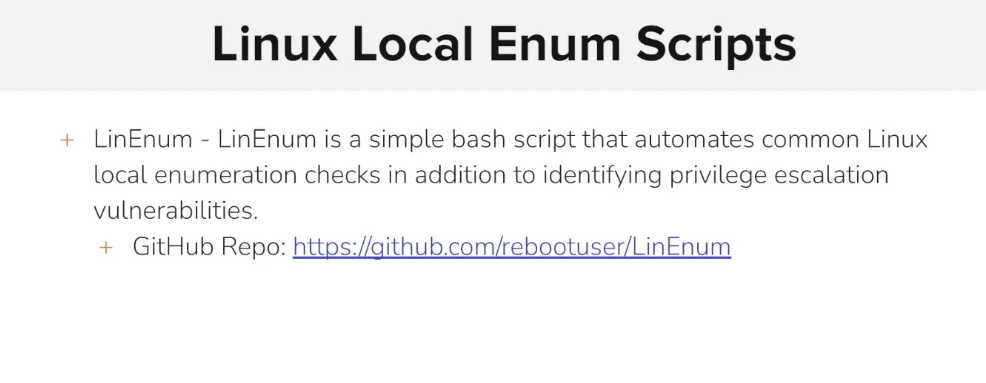 Linux Local Enum Scripts
+ LinEnum - LinEnum is a simple bash script that automates common Linux
local enumeration checks in addition to identifying privilege escalation
vulnerabilities.
+ GitHub Repo: https://github.com/rebootuser/LinEnum